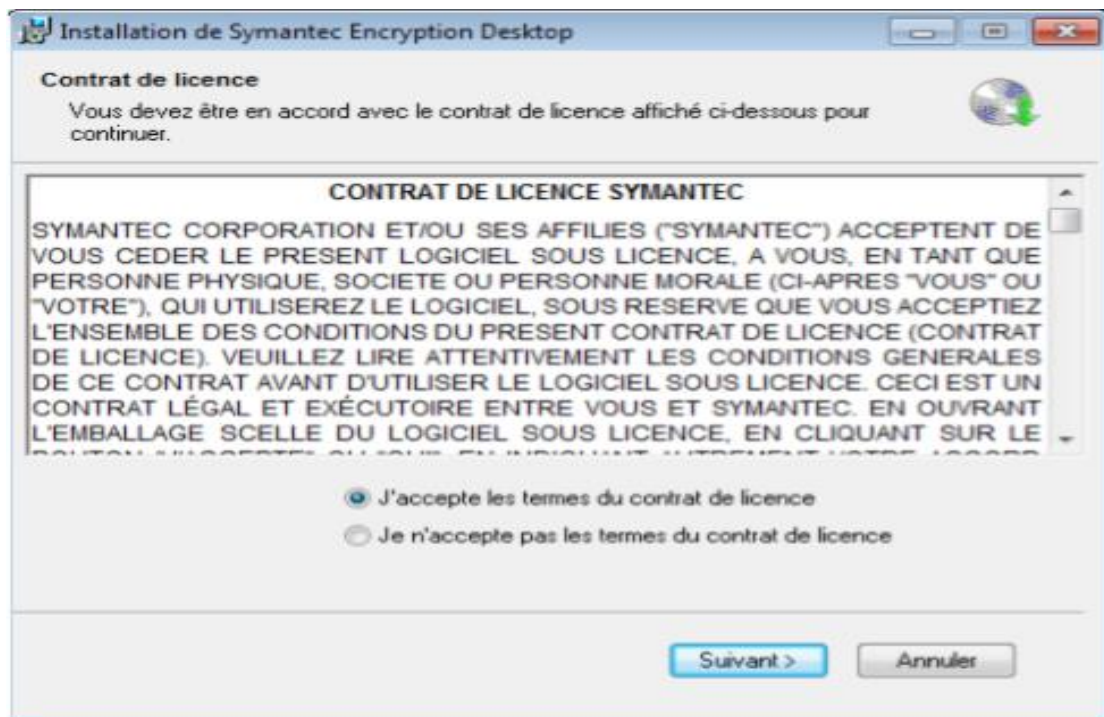 Installation de Symantec Encryption Desktop
Contrat de licence
Vous devez être en accord avec le contrat de licence affiché ci-dessous pour
continuer.
CONTRAT DE LICENCE SYMANTEC
SYMANTEC CORPORATION ET/OU SES AFFILIES ("SYMANTEC") ACCEPTENT DE
VOUS CEDER LE PRESENT LOGICIEL SOUS LICENCE, A VOUS, EN TANT QUE
PERSONNE PHYSIQUE, SOCIETE OU PERSONNE MORALE (CI-APRES "VOUS" OU
"VOTRE"), QUI UTILISEREZ LE LOGICIEL, SOUS RESERVE QUE VOUS ACCEPTIEZ
L'ENSEMBLE DES CONDITIONS DU PRESENT CONTRAT DE LICENCE (CONTRAT
DE LICENCE). VEUILLEZ LIRE ATTENTIVEMENT LES CONDITIONS GENERALES
DE CE CONTRAT AVANT D'UTILISER LE LOGICIEL SOUS LICENCE. CECI EST UN
CONTRAT LÉGAL ET EXÉCUTOIRE ENTRE VOUS ET SYMANTEC. EN OUVRANT
L'EMBALLAGE SCELLE DU LOGICIEL SOUS LICENCE, EN CLIQUANT SUR LE
J'accepte les termes du contrat de licence
Je n'accepte pas les termes du contrat de licence
Suivant >
Annuler